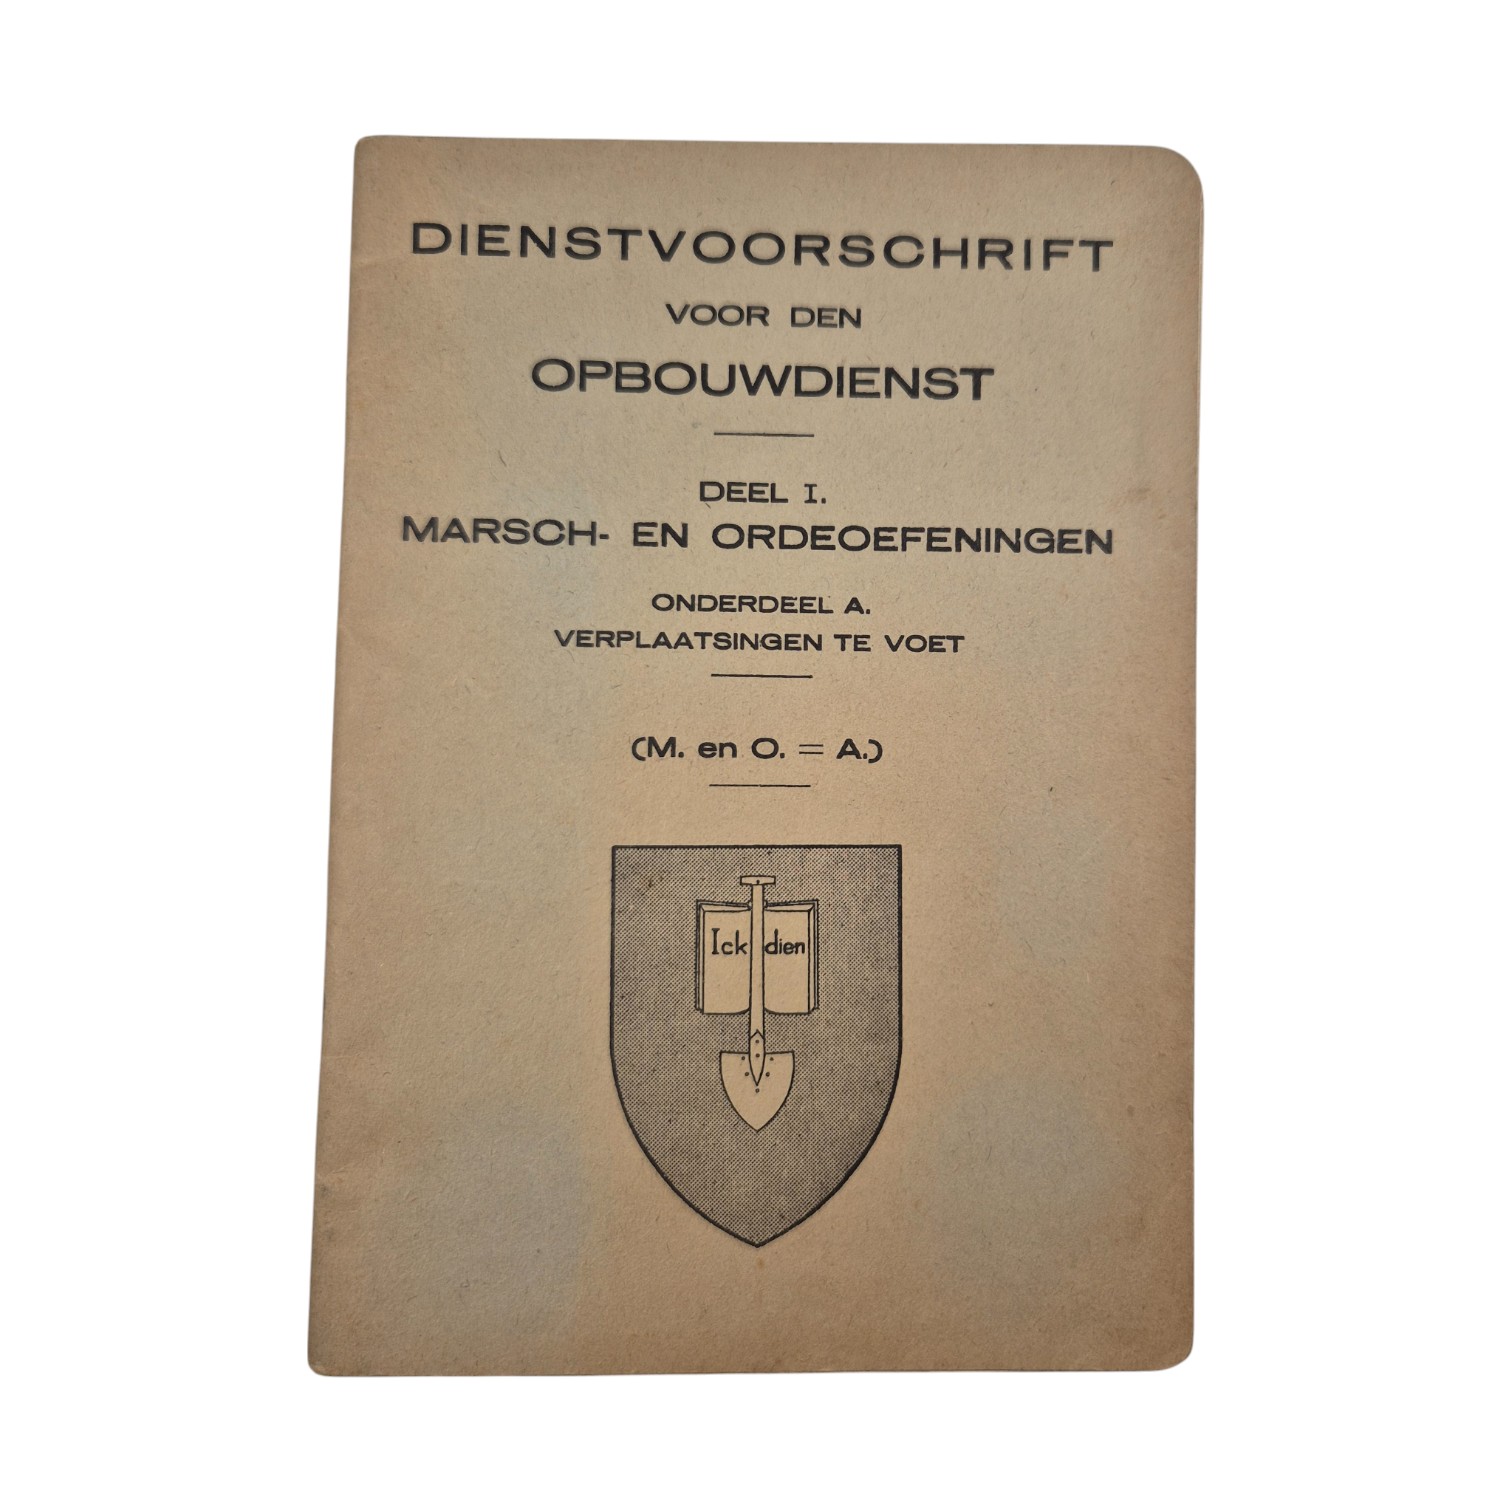 DIENSTVOORSCHRIFT
VOOR DEN
OPBOUWDIENST
DEEL I.
MARSCH- EN ORDEOEFENINGEN
ONDERDEEL A.
VERPLAATSINGEN TE VOET
(M. en O. = A.)
Ick dien